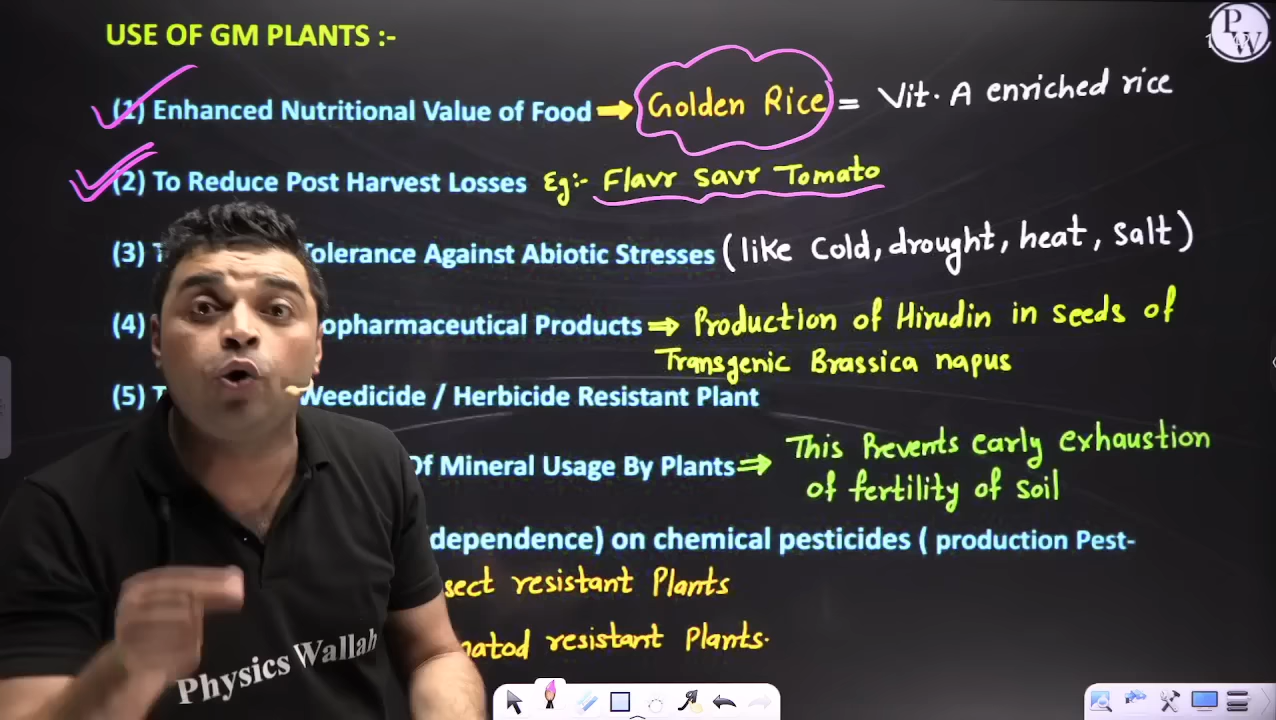 USE OF GM PLANTS :-
(1) Enhanced Nutritional Value of Food → Golden Rice = Vit. A enriched rice
(2) To Reduce Post Harvest Losses Eg:- Flavr Savr Tomato
(3) Tolerance Against Abiotic Stresses (like Cold, drought, heat, Salt)
(4) opharmaceutical Products ⇒ Production of Hirudin in seeds of
Transgenic Brassica napus
(5) Weedicide / Herbicide Resistant Plant
Of Mineral Usage By Plants ⇒ This Prevents early exhaustion
of fertility of soil
dependence) on chemical pesticides ( production Pest-
sect resistant Plants
matod resistant Plants.
Physics Wallah
PW